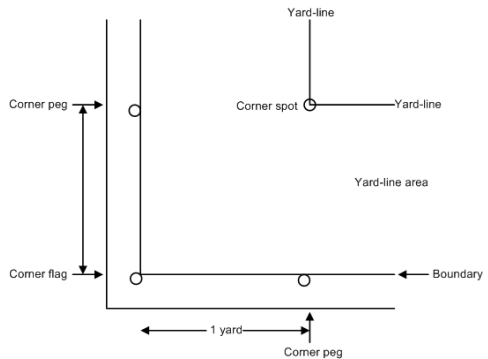 Yard-line
Corner peg
Corner spot
Yard-line
Yard-line area
Corner flag
Boundary
1 yard
Corner peg